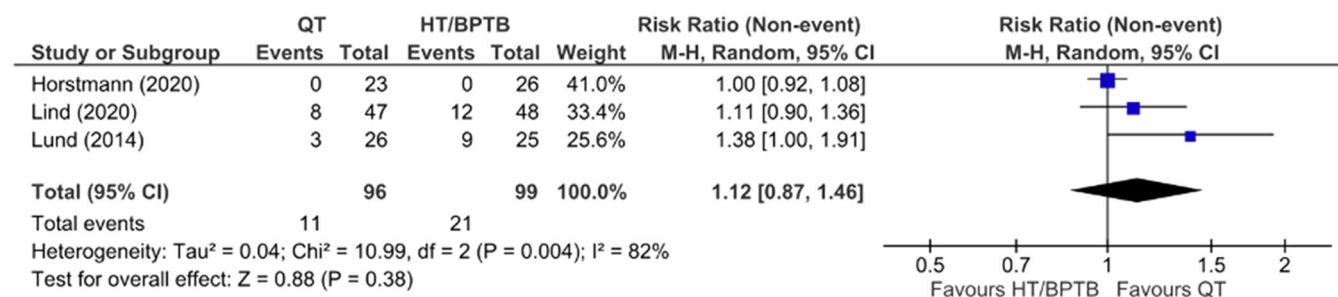 QT HT/BPTB Risk Ratio (Non-event) Risk Ratio (Non-event)
Study or Subgroup Events Total Events Total Weight M-H, Random, 95% CI M-H, Random, 95% CI
Horstmann (2020) 0 23 0 26 41.0% 1.00 [0.92, 1.08]
Lind (2020) 8 47 12 48 33.4% 1.11 [0.90, 1.36]
Lund (2014) 3 26 9 25 25.6% 1.38 [1.00, 1.91]
Total (95% CI) 96 99 100.0% 1.12 [0.87, 1.46]
Total events 11 21
Heterogeneity: Tau² = 0.04; Chi² = 10.99, df = 2 (P = 0.004); I² = 82%
Test for overall effect: Z = 0.88 (P = 0.38)
0.5 0.7 1 1.5 2
Favours HT/BPTB Favours QT